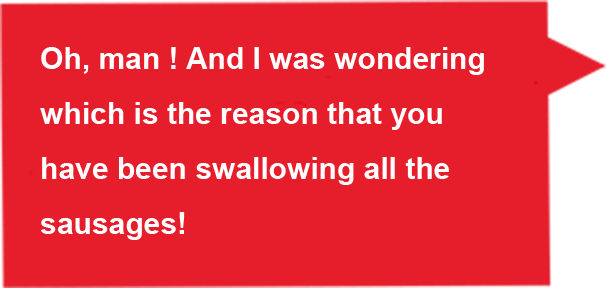 Oh, man ! And I was wondering
which is the reason that you
have been swallowing all the
sausages!